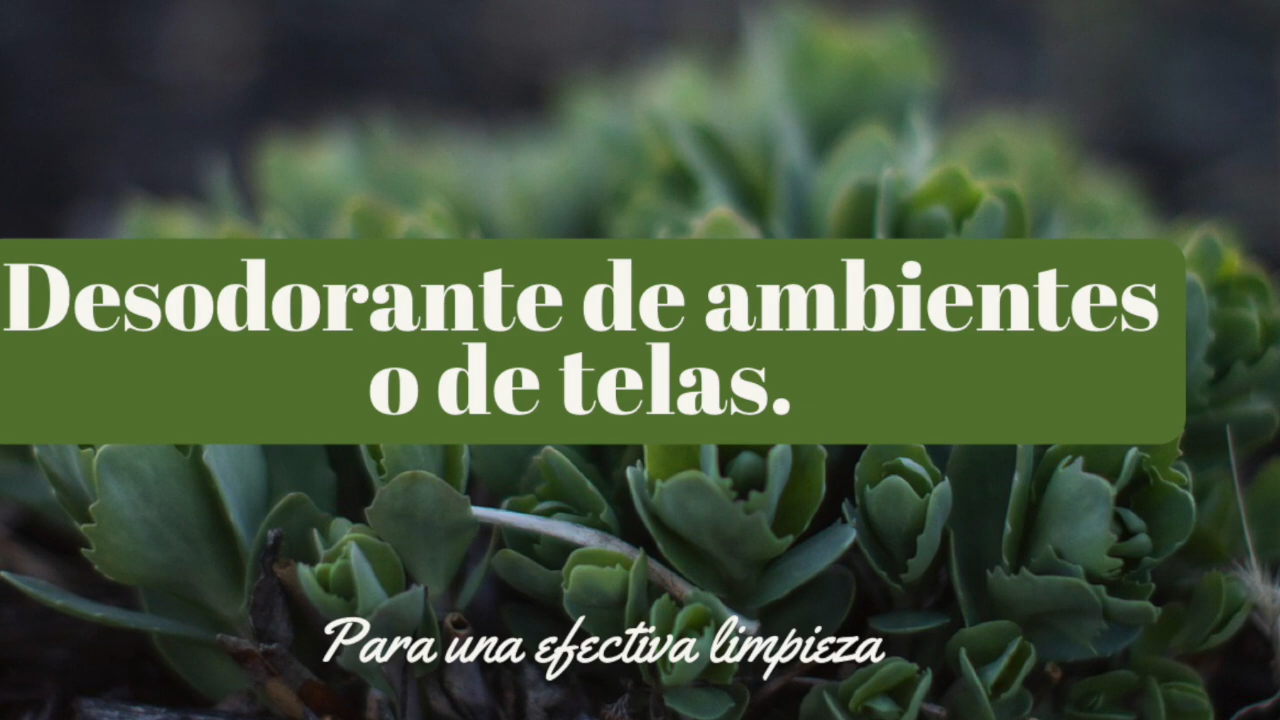 Desodorante de ambientes
o de telas.
Para una efectiva limpieza